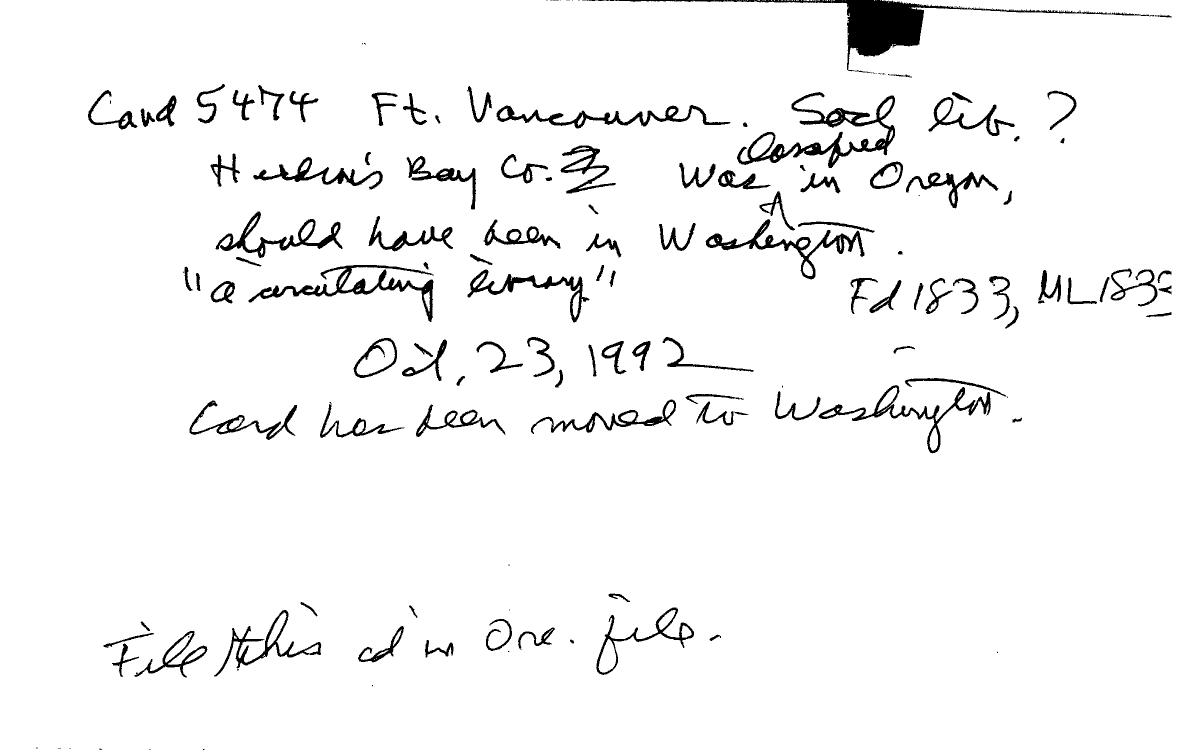 Card 5474 Ft. Vancouver. Socl lib. ?
Hudson's Bay Co. Was classified in Oregon,
should have been in Washington.
"a circulating library"
Fd 1833, ML 183
Oct. 23, 1992
Card has been moved to Washington.
File this cd in Ore. file.